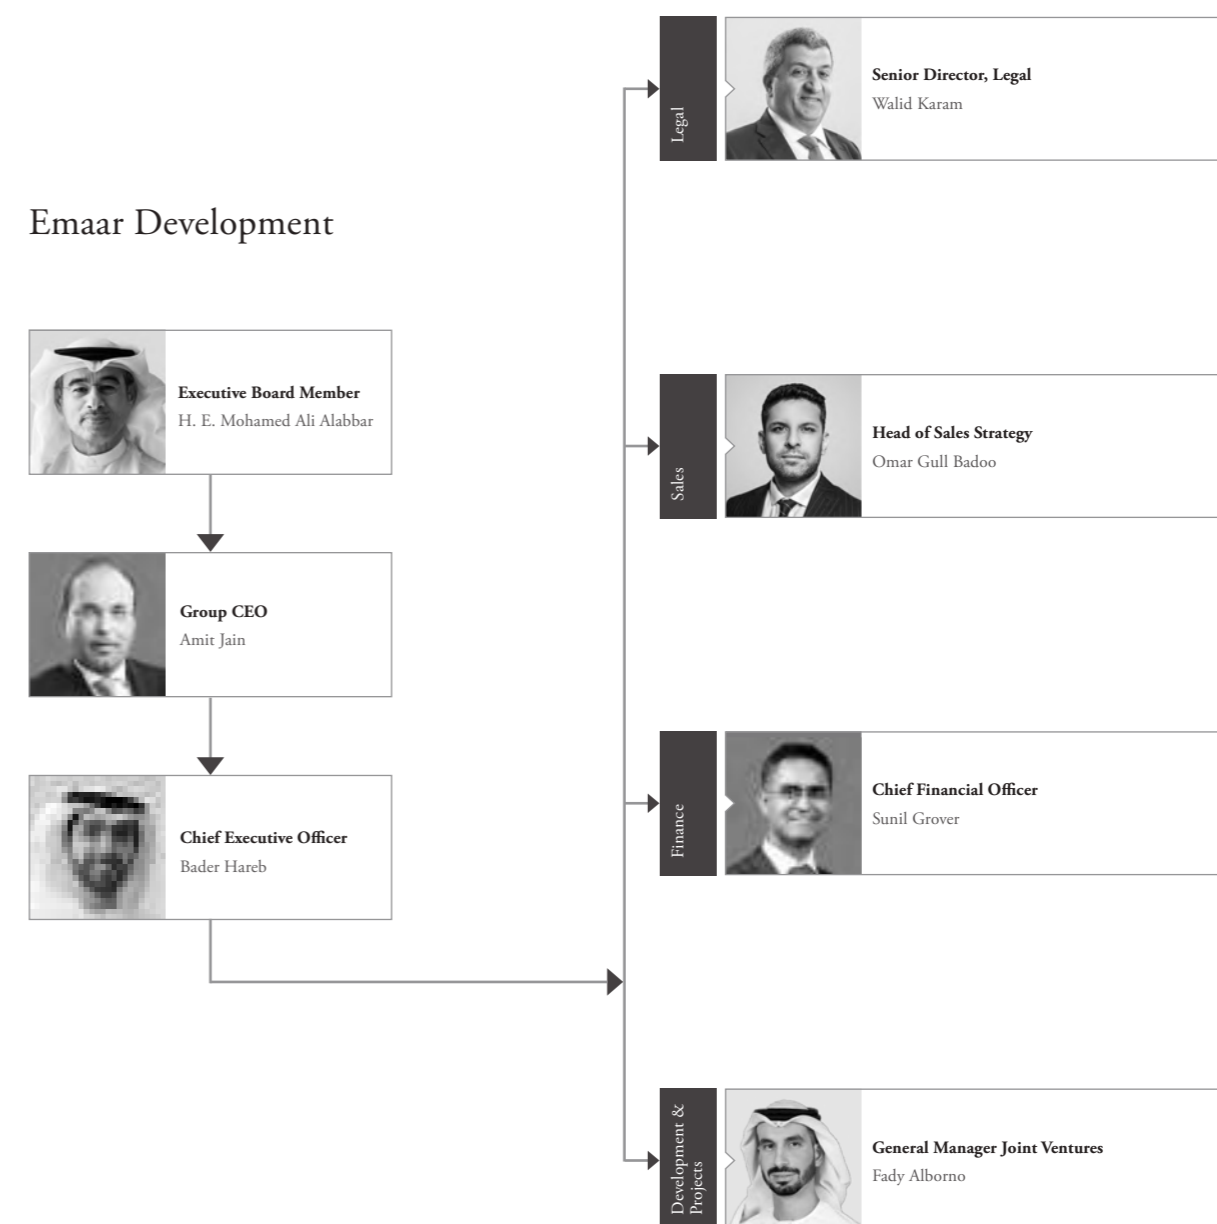 Emaar Development
Executive Board Member
H. E. Mohamed Ali Alabbar
Group CEO
Amit Jain
Chief Executive Officer
Bader Hareb
Legal
Senior Director, Legal
Walid Karam
Sales
Head of Sales Strategy
Omar Gull Badoo
Finance
Chief Financial Officer
Sunil Grover
Development &
Projects
General Manager Joint Ventures
Fady Alborno